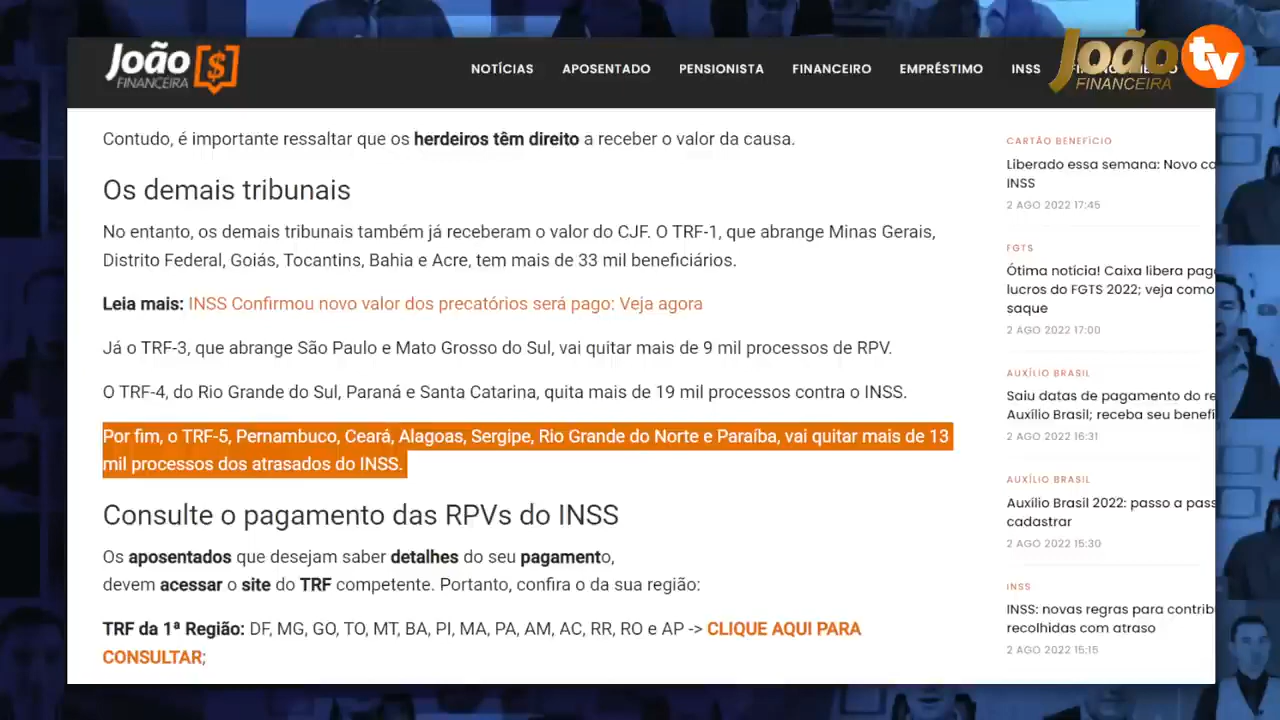 João
FINANCEIRA
NOTÍCIAS APOSENTADO PENSIONISTA FINANCEIRO EMPRÉSTIMO INSS
João tv
FINANCEIRA
Contudo, é importante ressaltar que os herdeiros têm direito a receber o valor da causa.
Os demais tribunais
No entanto, os demais tribunais também já receberam o valor do CJF. O TRF-1, que abrange Minas Gerais,
Distrito Federal, Goiás, Tocantins, Bahia e Acre, tem mais de 33 mil beneficiários.
Leia mais: INSS Confirmou novo valor dos precatórios será pago: Veja agora
Já o TRF-3, que abrange São Paulo e Mato Grosso do Sul, vai quitar mais de 9 mil processos de RPV.
O TRF-4, do Rio Grande do Sul, Paraná e Santa Catarina, quita mais de 19 mil processos contra o INSS.
Por fim, o TRF-5, Pernambuco, Ceará, Alagoas, Sergipe, Rio Grande do Norte e Paraíba, vai quitar mais de 13
mil processos dos atrasados do INSS.
Consulte o pagamento das RPVs do INSS
Os aposentados que desejam saber detalhes do seu pagamento,
devem acessar o site do TRF competente. Portanto, confira o da sua região:
TRF da 1ª Região: DF, MG, GO, TO, MT, BA, PI, MA, PA, AM, AC, RR, RO e AP -> CLIQUE AQUI PARA
CONSULTAR;
CARTÃO BENEFÍCIO
Liberado essa semana: Novo ca
INSS
2 AGO 2022 17:45
FGTS
Ótima notícia! Caixa libera pag
lucros do FGTS 2022; veja como
saque
2 AGO 2022 17:00
AUXÍLIO BRASIL
Saiu datas de pagamento do re
Auxílio Brasil; receba seu benefí
2 AGO 2022 16:31
AUXÍLIO BRASIL
Auxílio Brasil 2022: passo a pass
cadastrar
2 AGO 2022 15:30
INSS
INSS: novas regras para contrib
recolhidas com atraso
2 AGO 2022 15:15